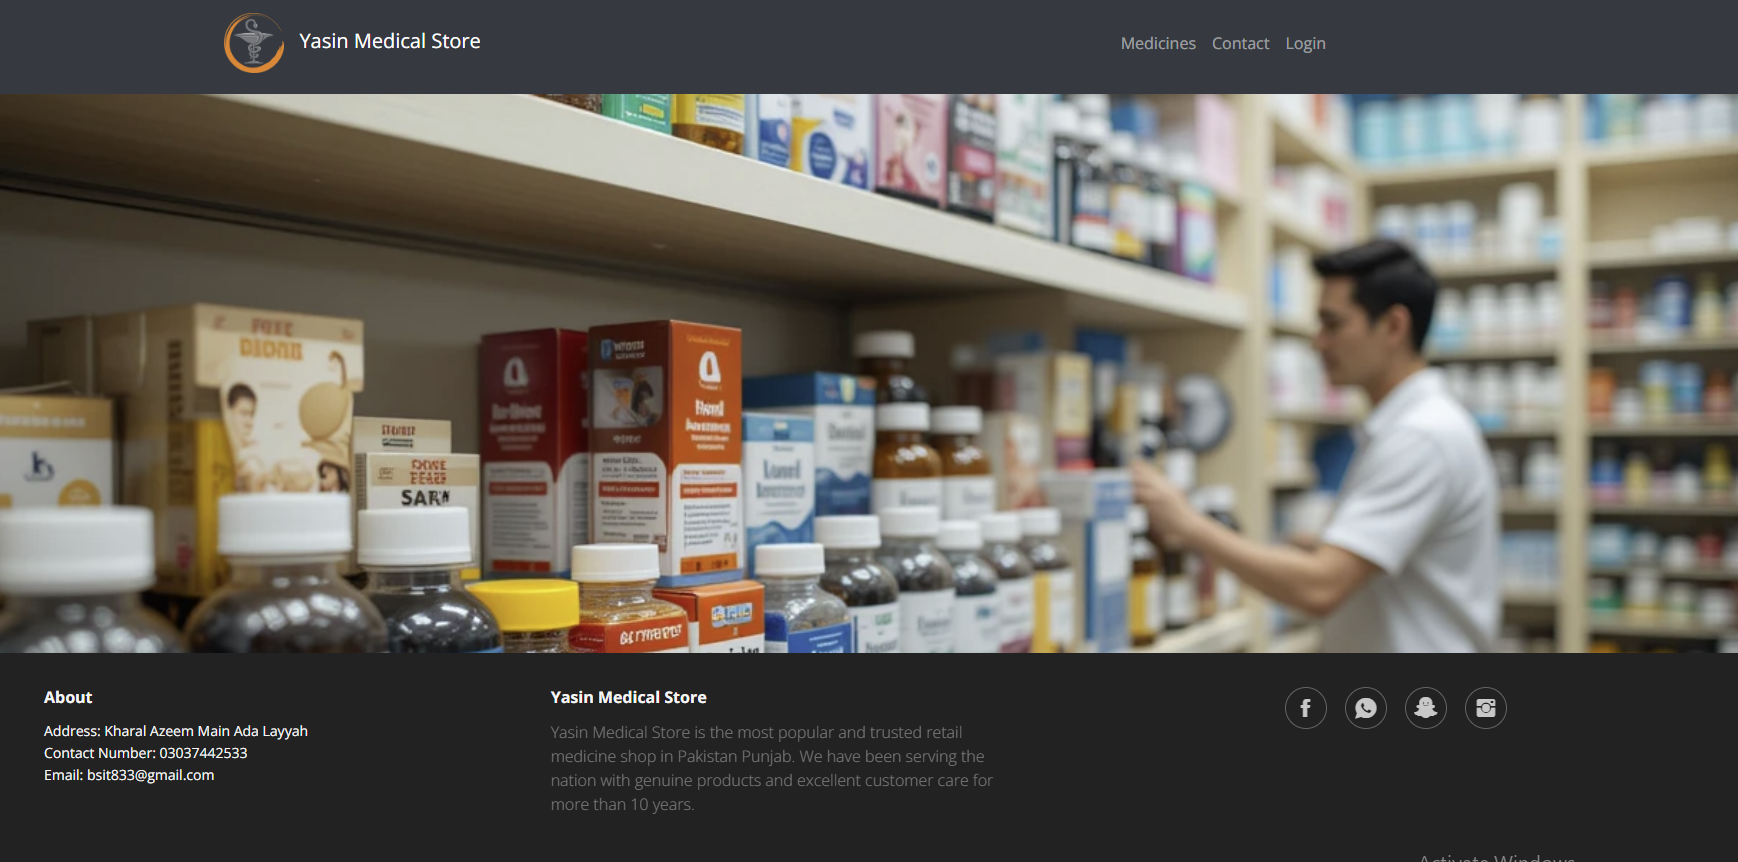 Yasin Medical Store
Medicines Contact Login
SARW
About
Address: Kharal Azeem Main Ada Layyah
Contact Number: 03037442533
Email: bsit833@gmail.com
Yasin Medical Store
Yasin Medical Store is the most popular and trusted retail
medicine shop in Pakistan Punjab. We have been serving the
nation with genuine products and excellent customer care for
more than 10 years.
Activate Windows